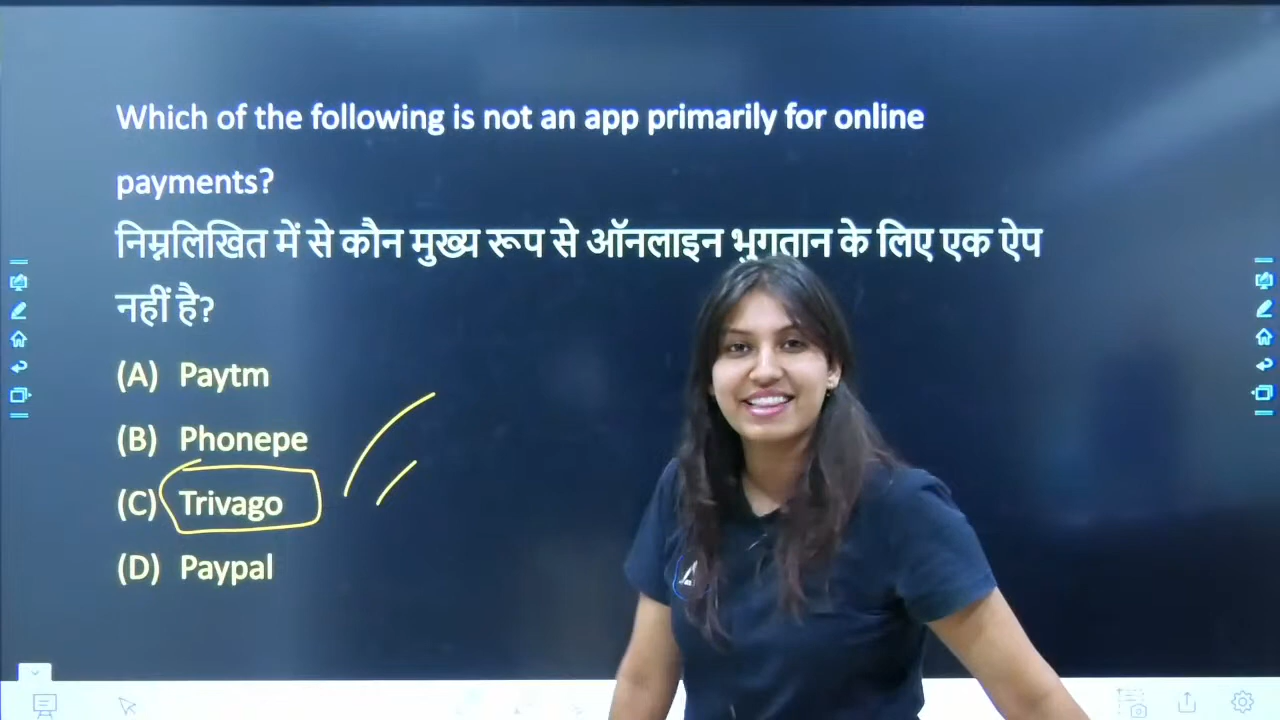 Which of the following is not an app primarily for online
payments?
निम्नलिखित में से कौन मुख्य रूप से ऑनलाइन भुगतान के लिए एक ऐप
नहीं है?
(A) Paytm
(B) Phonepe
(C) Trivago
(D) Paypal